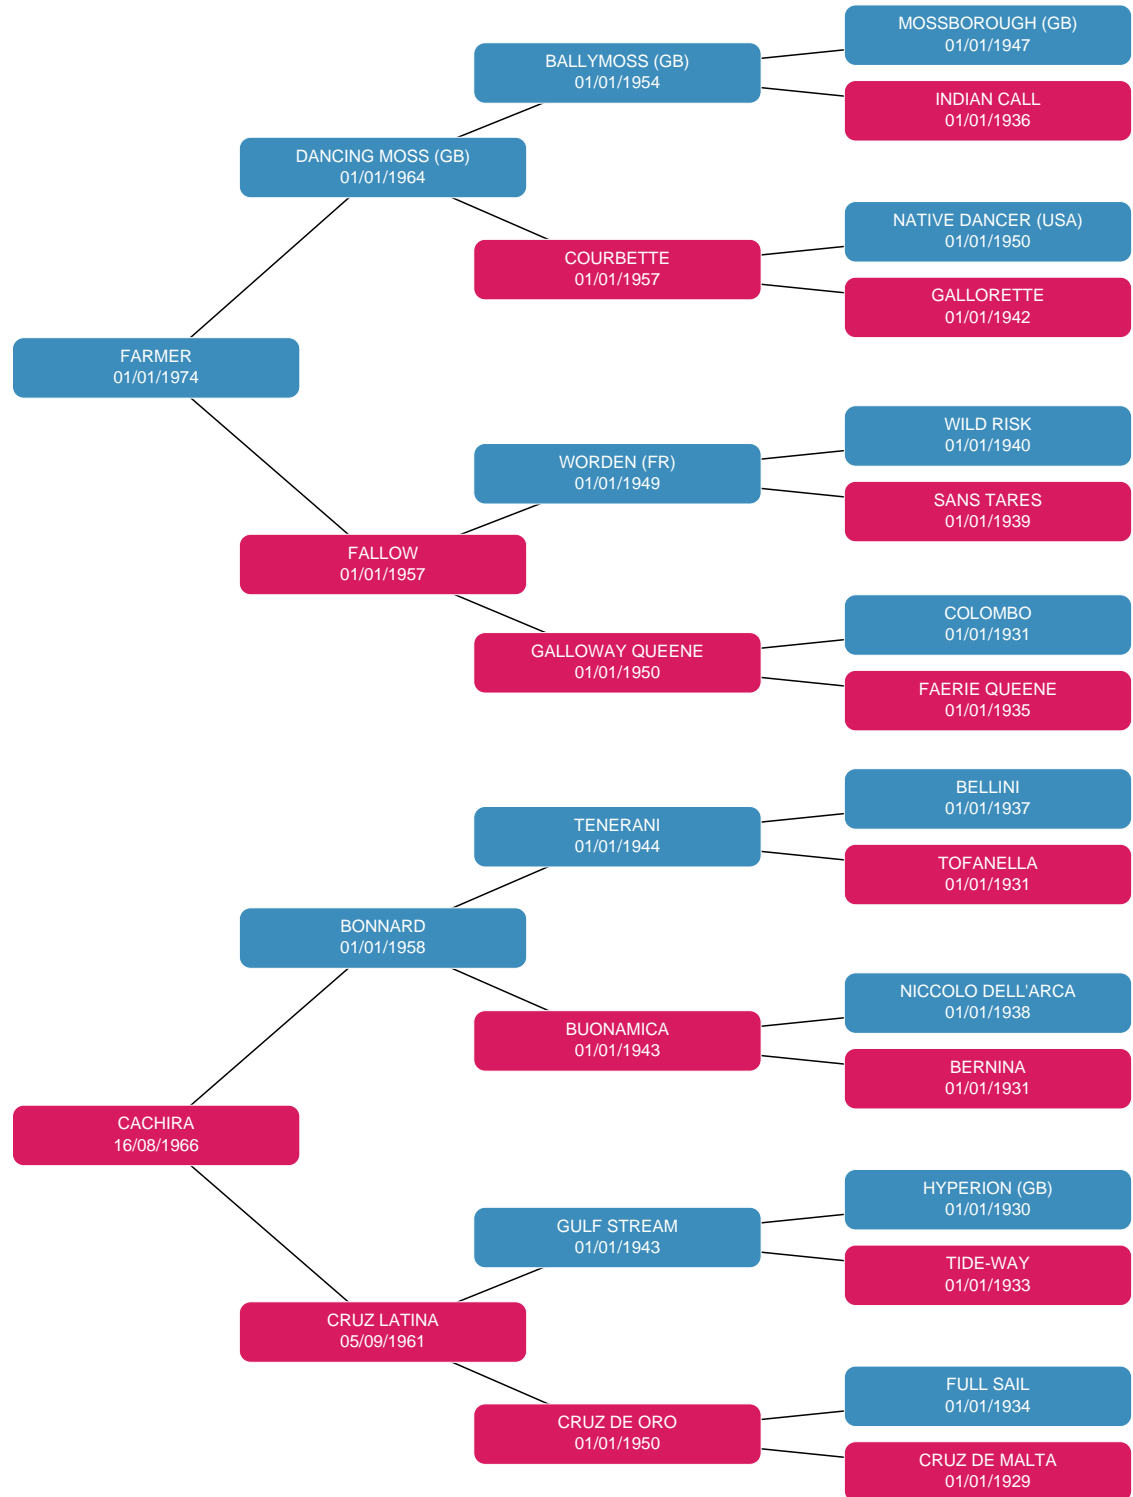 MOSSBOROUGH (GB)
01/01/1947
BALLYMOSS (GB)
01/01/1954
INDIAN CALL
01/01/1936
DANCING MOSS (GB)
01/01/1964
NATIVE DANCER (USA)
01/01/1950
COURBETTE
01/01/1957
GALLORETTE
01/01/1942
FARMER
01/01/1974
WILD RISK
01/01/1940
WORDEN (FR)
01/01/1949
SANS TARES
01/01/1939
FALLOW
01/01/1957
COLOMBO
01/01/1931
GALLOWAY QUEENE
01/01/1950
FAERIE QUEENE
01/01/1935
BELLINI
01/01/1937
TENERANI
01/01/1944
TOFANELLA
01/01/1931
BONNARD
01/01/1958
NICCOLO DELL'ARCA
01/01/1938
BUONAMICA
01/01/1943
BERNINA
01/01/1931
CACHIRA
16/08/1966
HYPERION (GB)
01/01/1930
GULF STREAM
01/01/1943
TIDE-WAY
01/01/1933
CRUZ LATINA
05/09/1961
FULL SAIL
01/01/1934
CRUZ DE ORO
01/01/1950
CRUZ DE MALTA
01/01/1929